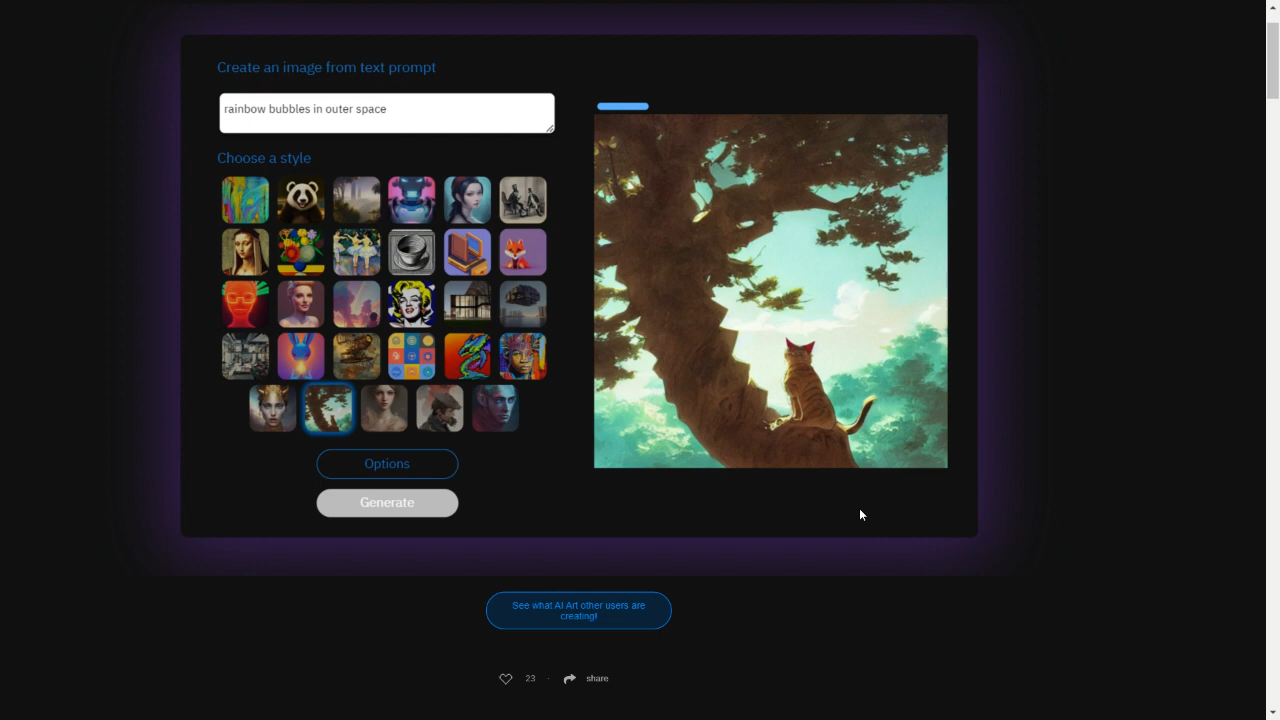 Create an image from text prompt
rainbow bubbles in outer space
Choose a style
Options
Generate
See what AI Art other users are
creating!
23 · share